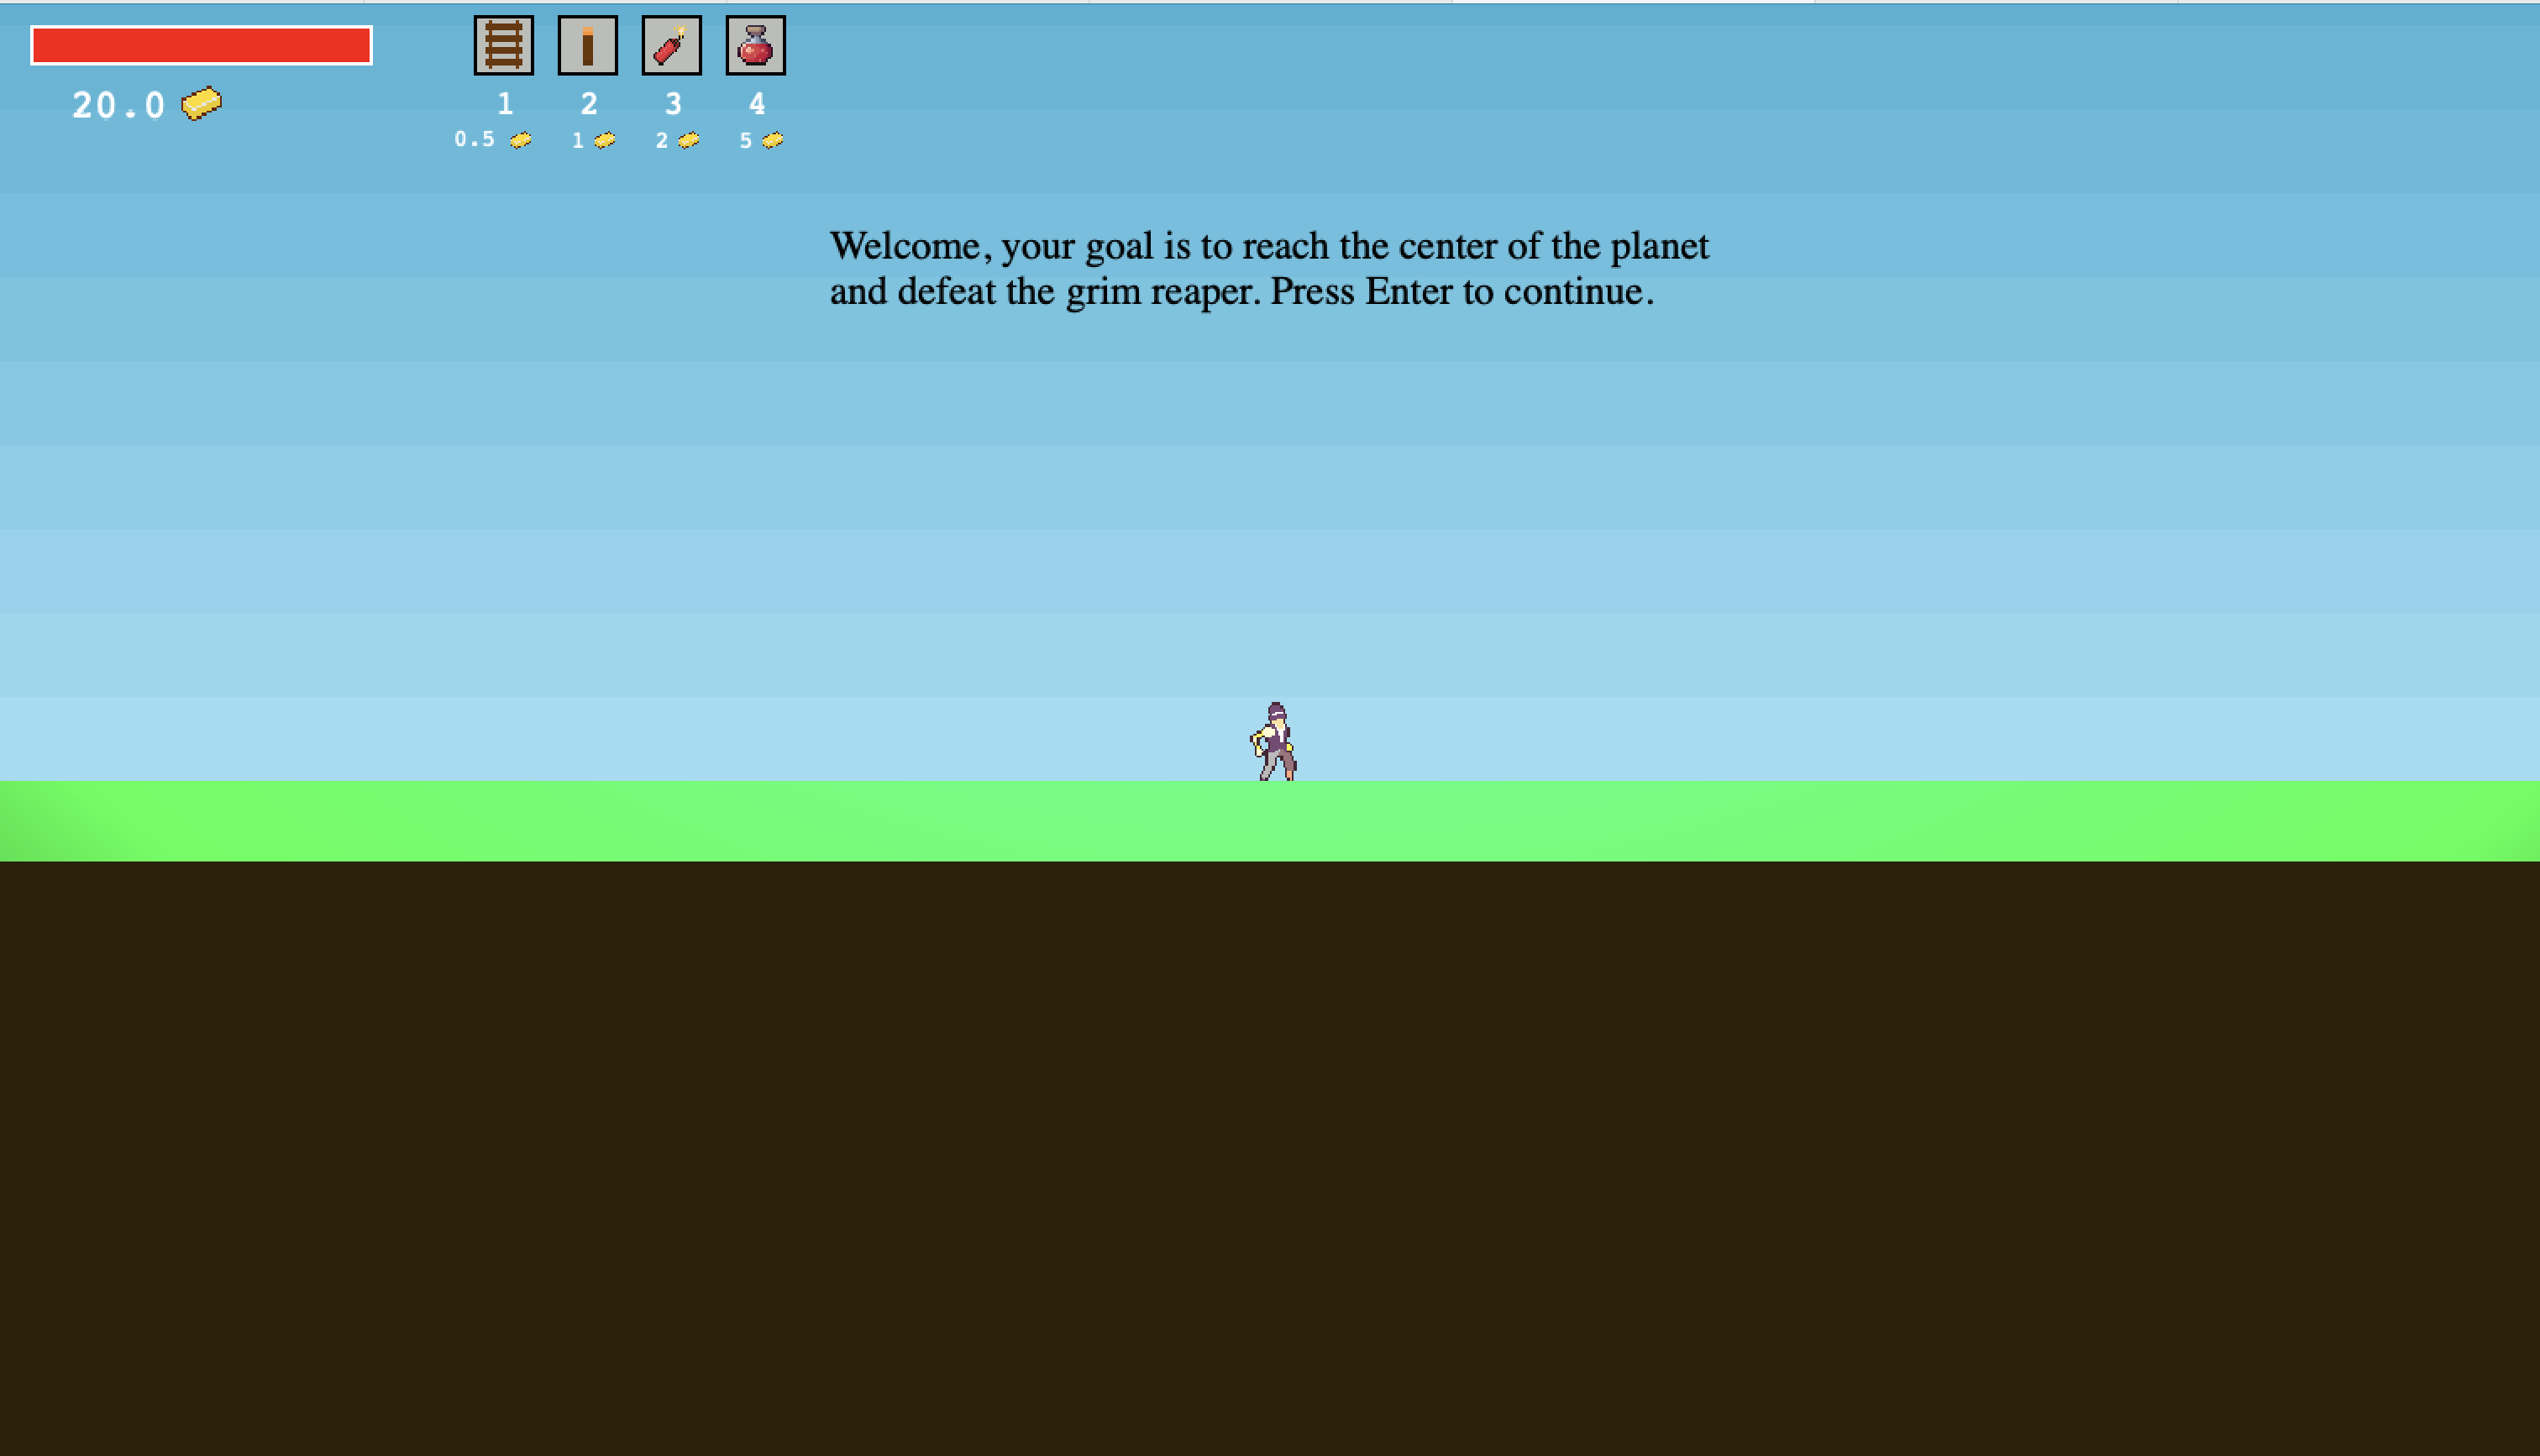 20.0
1 2 3 4
0.5 1 2 5
Welcome, your goal is to reach the center of the planet
and defeat the grim reaper. Press Enter to continue.